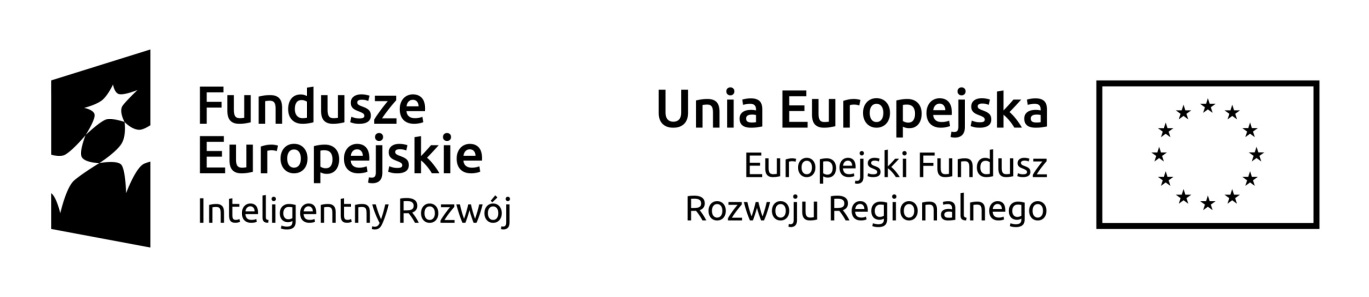 Fundusze
Europejskie
Inteligentny Rozwój
Unia Europejska
Europejski Fundusz
Rozwoju Regionalnego